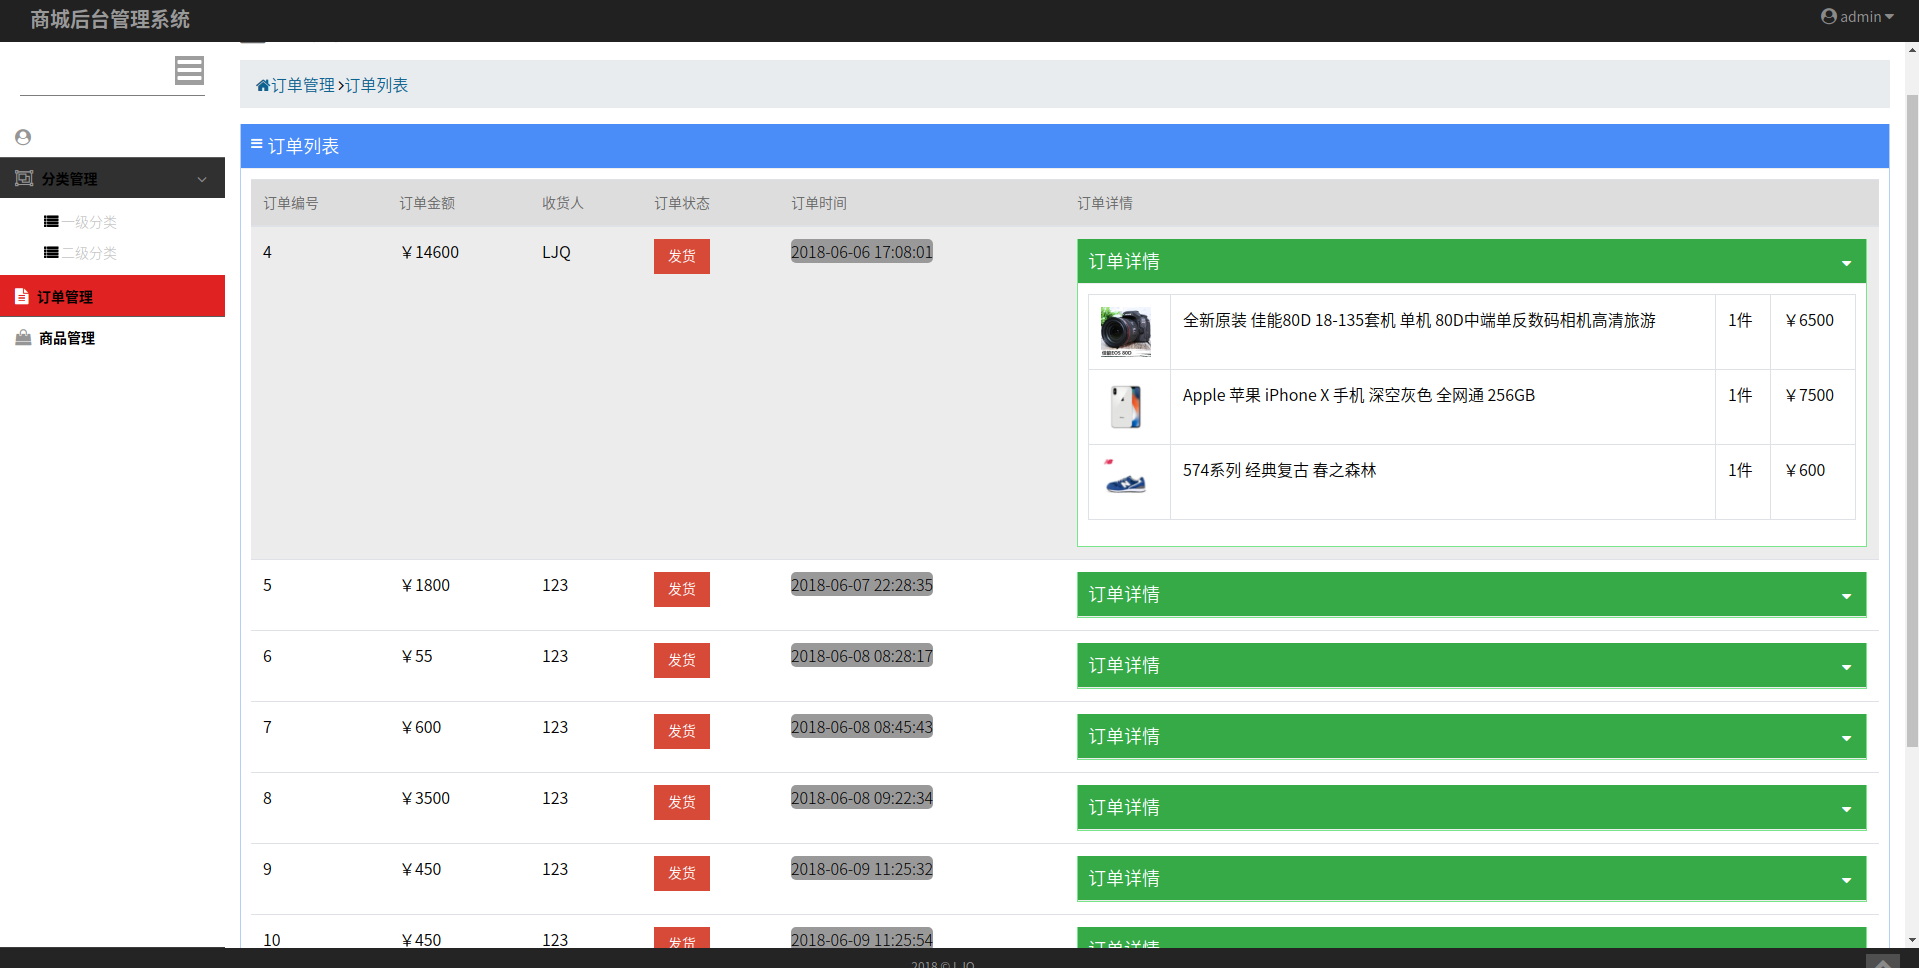 商城后台管理系统
admin
订单管理 订单列表
分类管理
一级分类
二级分类
订单管理
商品管理
订单列表
订单编号 订单金额 收货人 订单状态 订单时间 订单详情
4 ￥14600 LJQ 发货 2018-06-06 17:08:01 订单详情
全新原装 佳能80D 18-135套机 单机 80D中端单反数码相机高清旅游 1件 ￥6500
Apple 苹果 iPhone X 手机 深空灰色 全网通 256GB 1件 ￥7500
574系列 经典复古 春之森林 1件 ￥600
5 ￥1800 123 发货 2018-06-07 22:28:35 订单详情
6 ￥55 123 发货 2018-06-08 08:28:17 订单详情
7 ￥600 123 发货 2018-06-08 08:45:43 订单详情
8 ￥3500 123 发货 2018-06-08 09:22:34 订单详情
9 ￥450 123 发货 2018-06-09 11:25:32 订单详情
10 ￥450 123 发货 2018-06-09 11:25:54 订单详情
2018 © LJQ